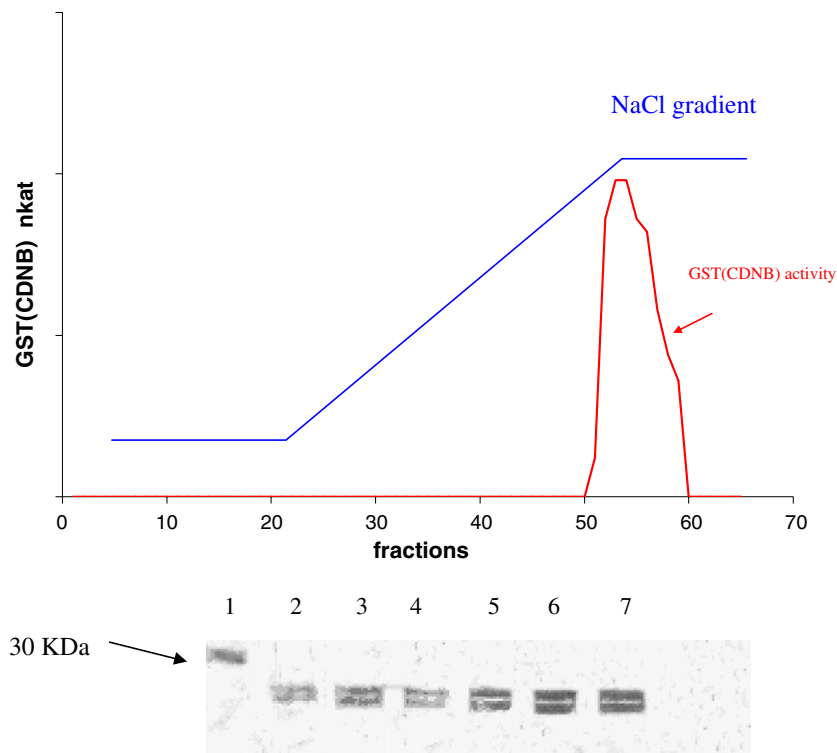 NaCl gradient
GST(CDNB) nkat
GST(CDNB) activity
0 10 20 30 40 50 60 70
fractions
1 2 3 4 5 6 7
30 KDa